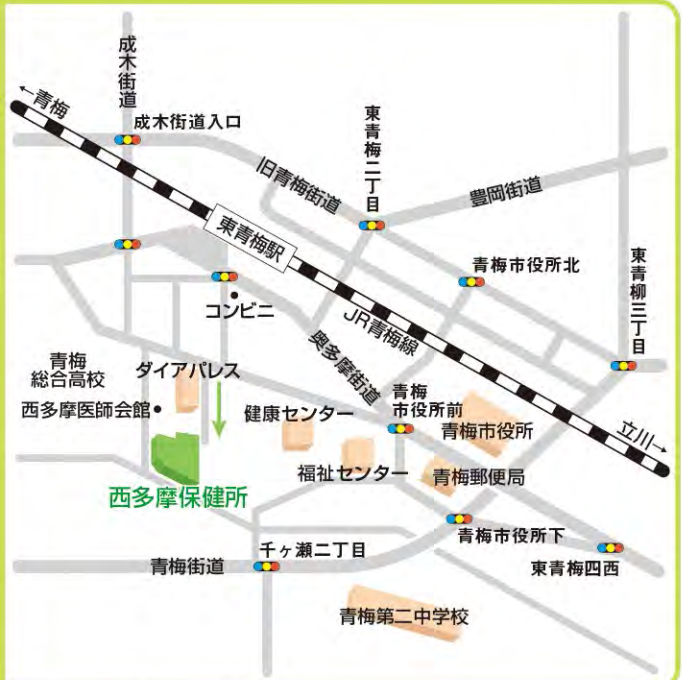 成木街道
←青梅
成木街道入口
東青梅二丁目
旧青梅街道
豊岡街道
東青梅駅
青梅市役所北
東青柳三丁目
コンビニ
JR青梅線
奥多摩街道
青梅
総合高校
ダイアパレス
西多摩医師会館
健康センター
青梅
市役所前
青梅市役所
立川→
福祉センター
青梅郵便局
西多摩保健所
青梅街道
千ヶ瀬二丁目
青梅市役所下
東青梅四西
青梅第二中学校